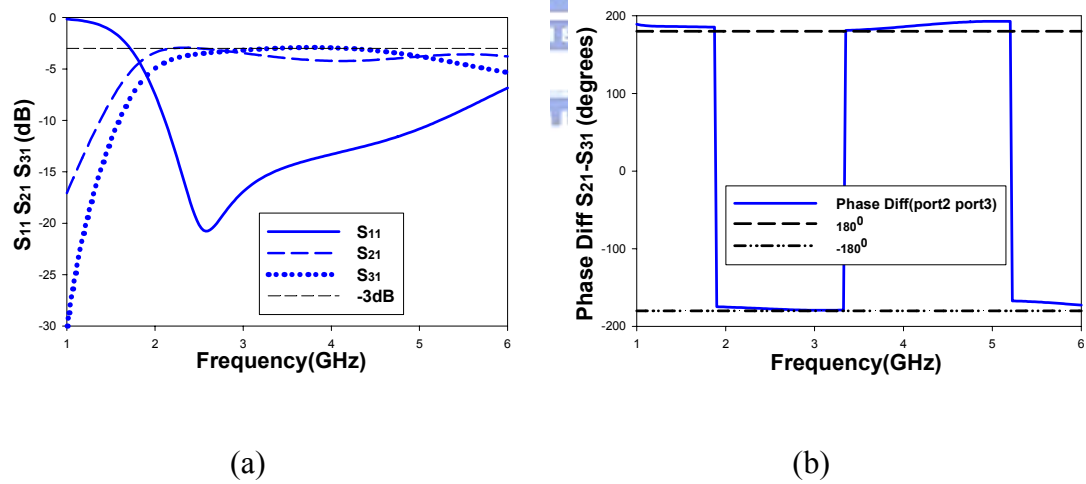 S11 S21 S31 (dB)
0
-5
-10
-15
-20
-25
-30
S11
S21
S31
-3dB
1 2 3 4 5 6
Frequency(GHz)
(a)
Phase Diff S21-S31 (degrees)
200
100
0
-100
-200
Phase Diff(port2 port3)
180⁰
-180⁰
1 2 3 4 5 6
Frequency(GHz)
(b)